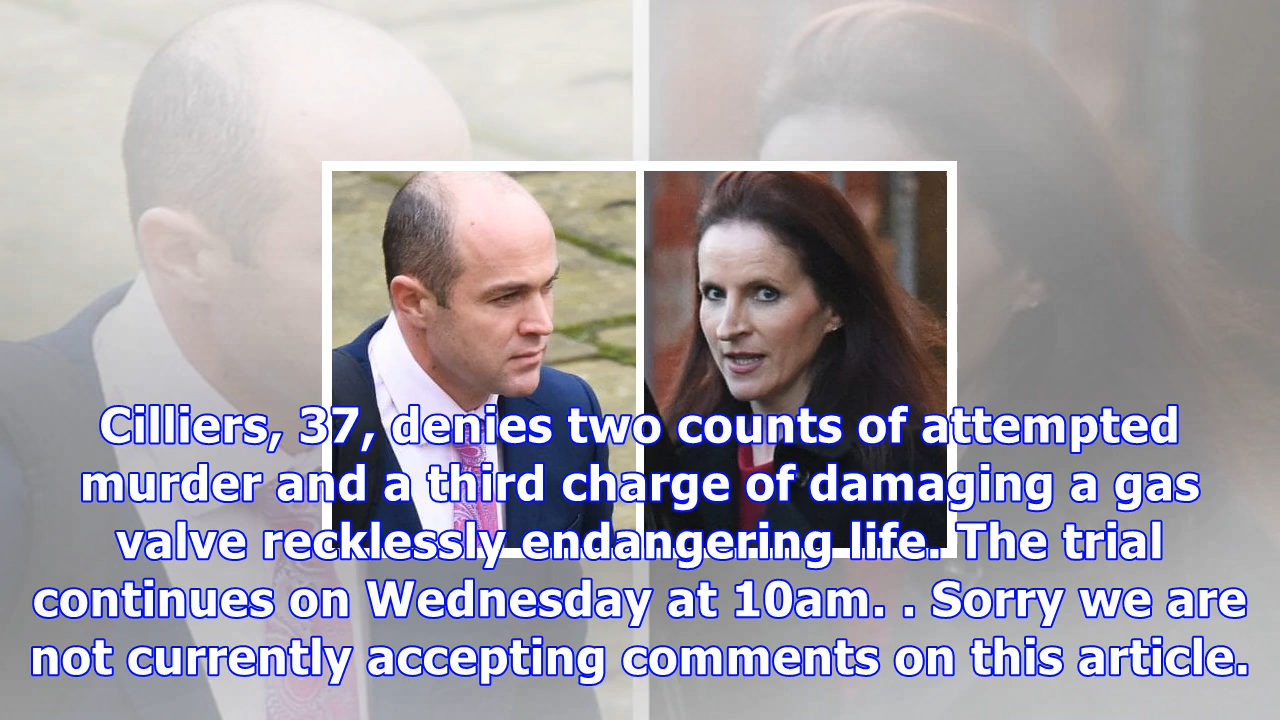 Cilliers, 37, denies two counts of attempted
murder and a third charge of damaging a gas
valve recklessly endangering life. The trial
continues on Wednesday at 10am. . Sorry we are
not currently accepting comments on this article.